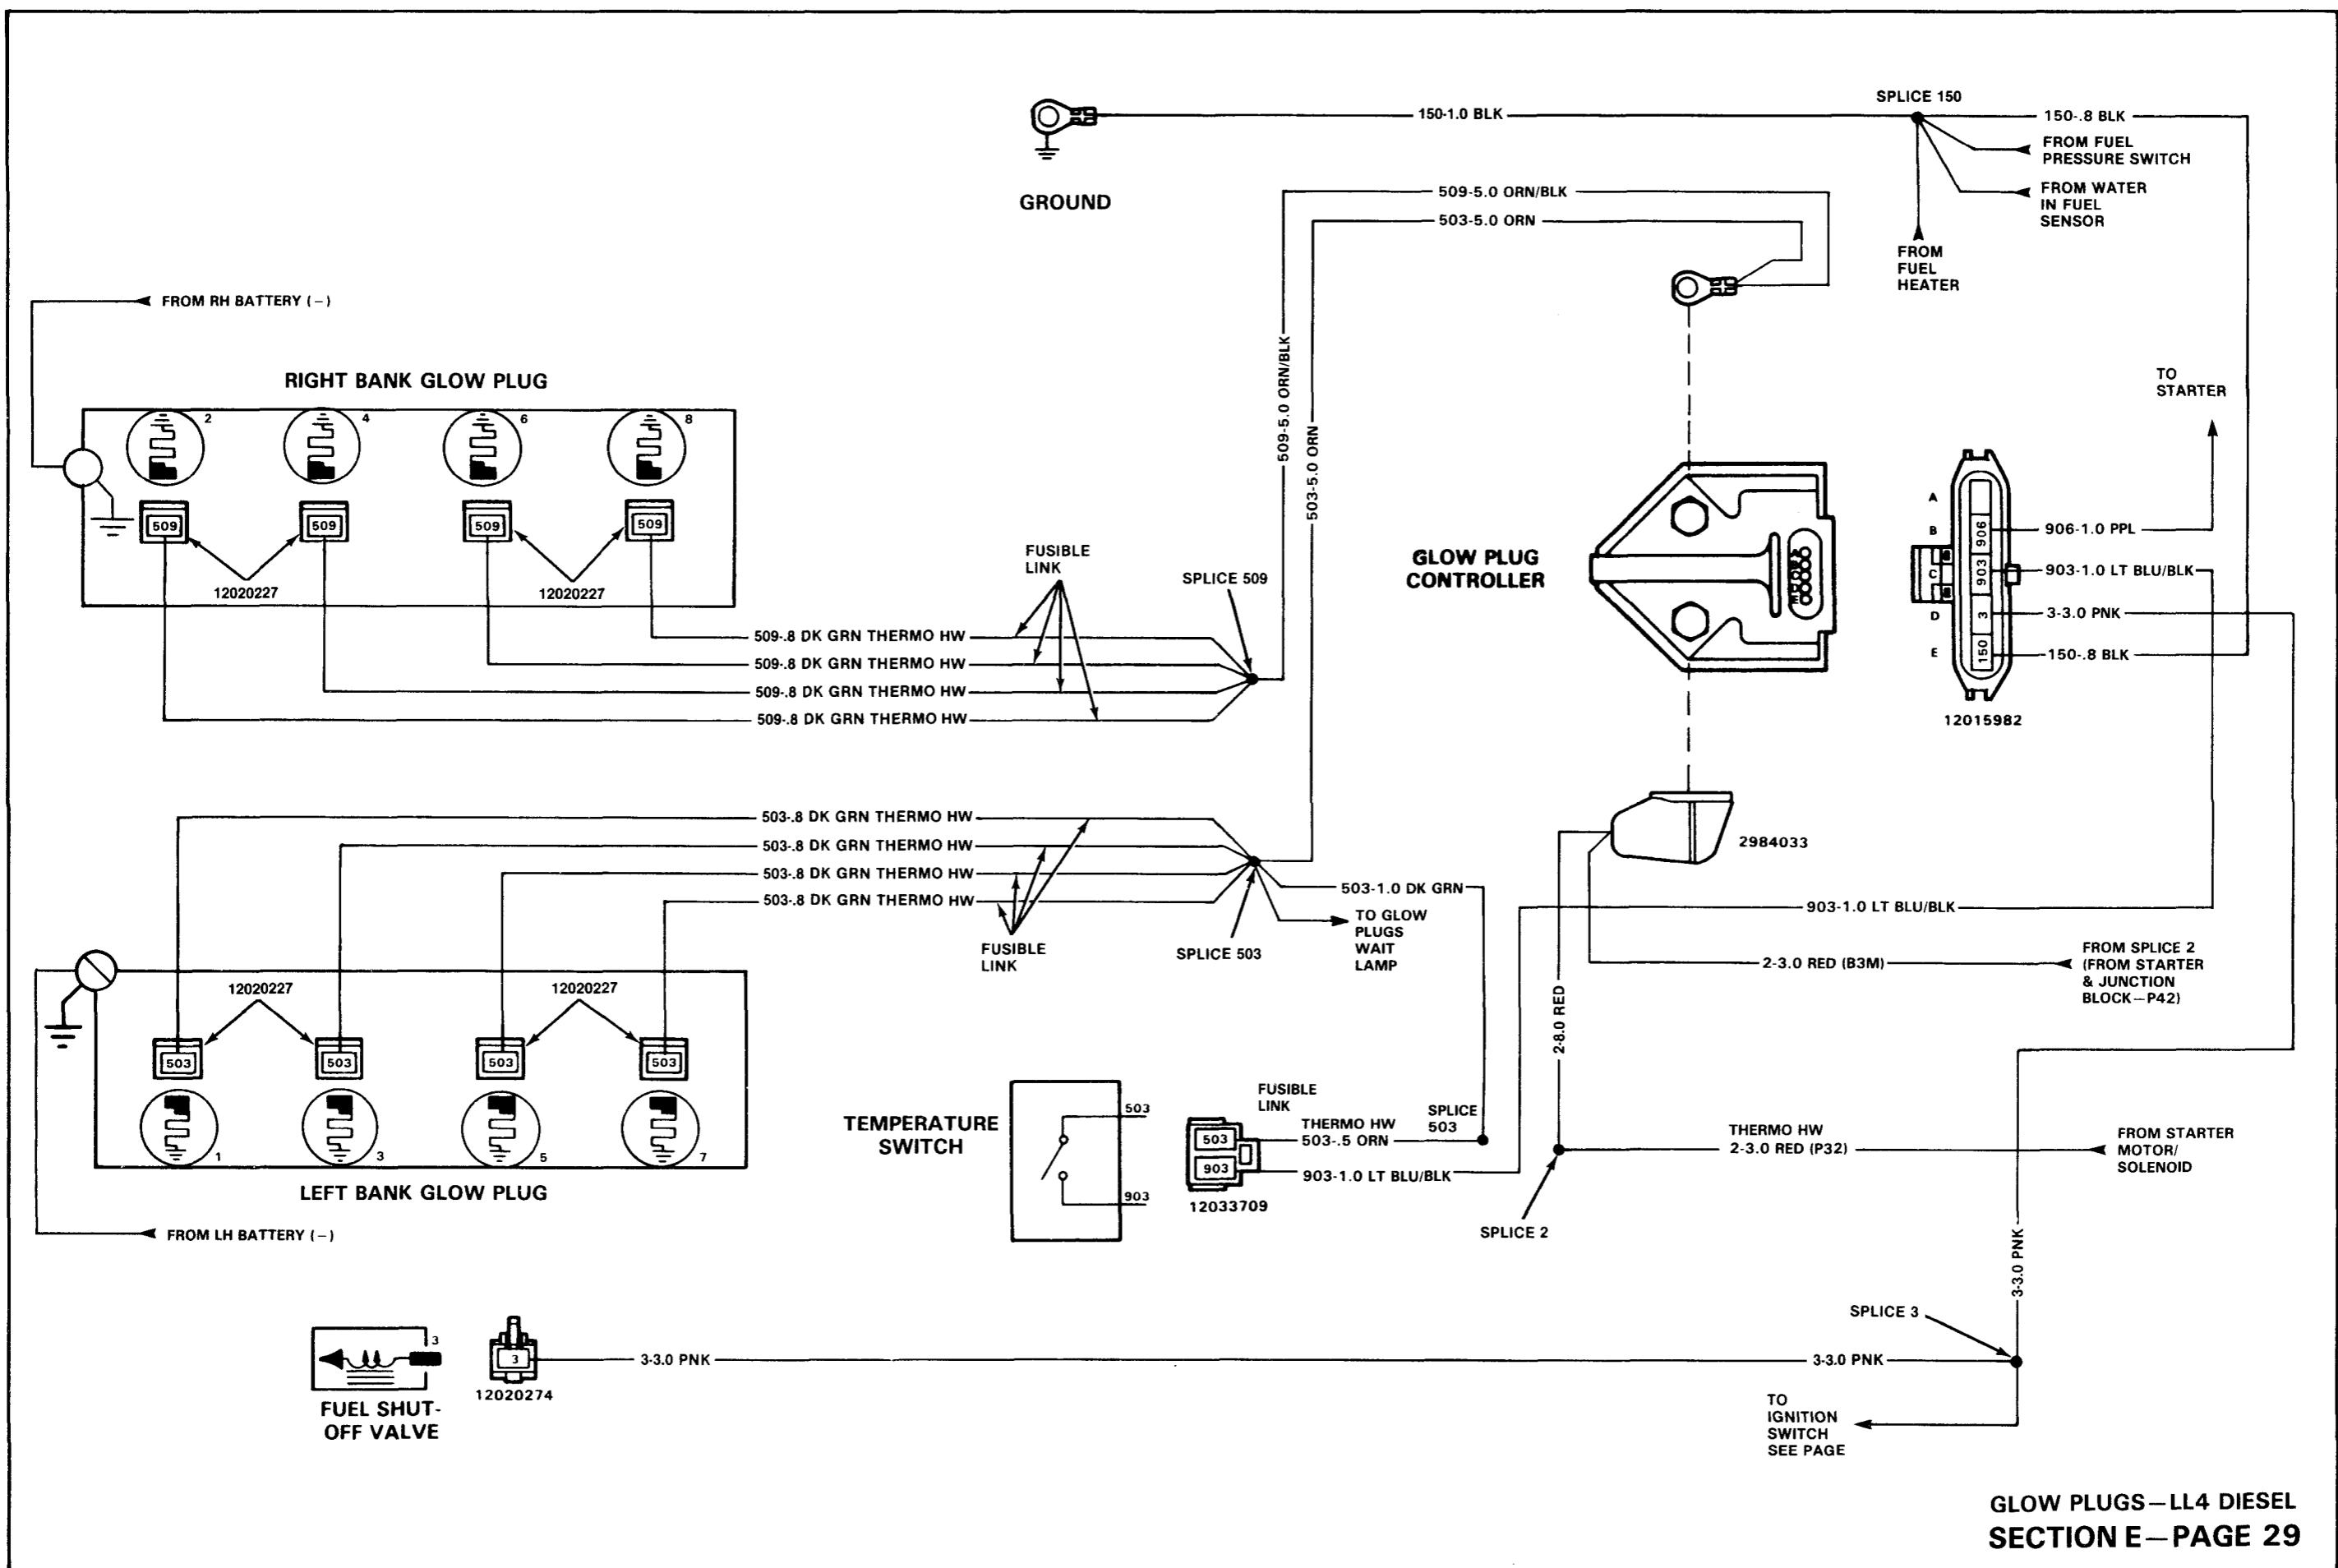 SPLICE 150
150-1.0 BLK
150-.8 BLK
FROM FUEL
PRESSURE SWITCH
FROM WATER
IN FUEL
SENSOR
FROM
FUEL
HEATER
GROUND
509-5.0 ORN/BLK
503-5.0 ORN
FROM RH BATTERY (–)
RIGHT BANK GLOW PLUG
2
4
6
8
509
509
509
509
12020227
12020227
509-5.0 ORN/BLK
503-5.0 ORN
TO
STARTER
FUSIBLE
LINK
SPLICE 509
GLOW PLUG
CONTROLLER
A
B
C
D
E
906
903
3
150
906-1.0 PPL
903-1.0 LT BLU/BLK
3-3.0 PNK
150-.8 BLK
12015982
509-.8 DK GRN THERMO HW
509-.8 DK GRN THERMO HW
509-.8 DK GRN THERMO HW
509-.8 DK GRN THERMO HW
503-.8 DK GRN THERMO HW
503-.8 DK GRN THERMO HW
503-.8 DK GRN THERMO HW
503-.8 DK GRN THERMO HW
2984033
503-1.0 DK GRN
903-1.0 LT BLU/BLK
TO GLOW
PLUGS
WAIT
LAMP
FUSIBLE
LINK
SPLICE 503
2-3.0 RED (B3M)
FROM SPLICE 2
(FROM STARTER
& JUNCTION
BLOCK—P42)
2-8.0 RED
12020227
12020227
503
503
503
503
1
3
5
7
LEFT BANK GLOW PLUG
FROM LH BATTERY (–)
TEMPERATURE
SWITCH
503
903
FUSIBLE
LINK
THERMO HW
503-.5 ORN
SPLICE
503
503
903
903-1.0 LT BLU/BLK
12033709
THERMO HW
2-3.0 RED (P32)
FROM STARTER
MOTOR/
SOLENOID
SPLICE 2
3-3.0 PNK
SPLICE 3
3
3
3-3.0 PNK
3-3.0 PNK
12020274
FUEL SHUT-
OFF VALVE
TO
IGNITION
SWITCH
SEE PAGE
GLOW PLUGS—LL4 DIESEL
SECTION E—PAGE 29